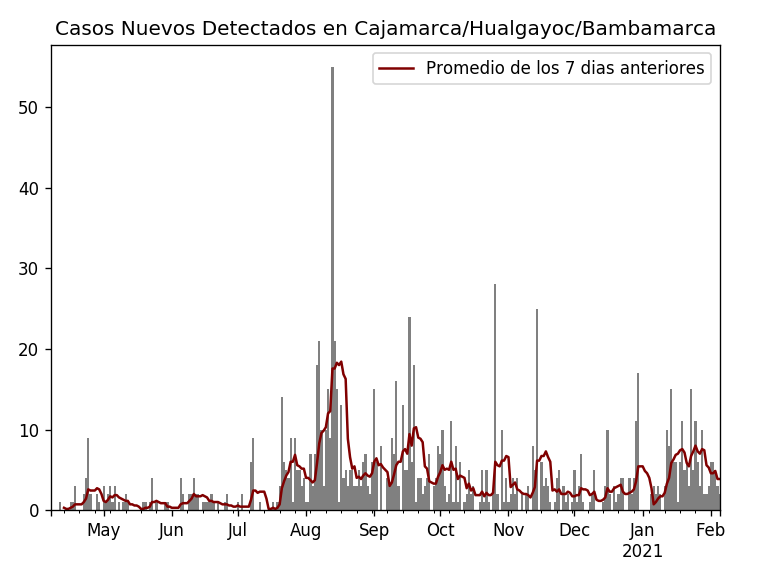 Casos Nuevos Detectados en Cajamarca/Hualgayoc/Bambamarca
Promedio de los 7 dias anteriores
50
40
30
20
10
0
May Jun Jul Aug Sep Oct Nov Dec Jan Feb
2021